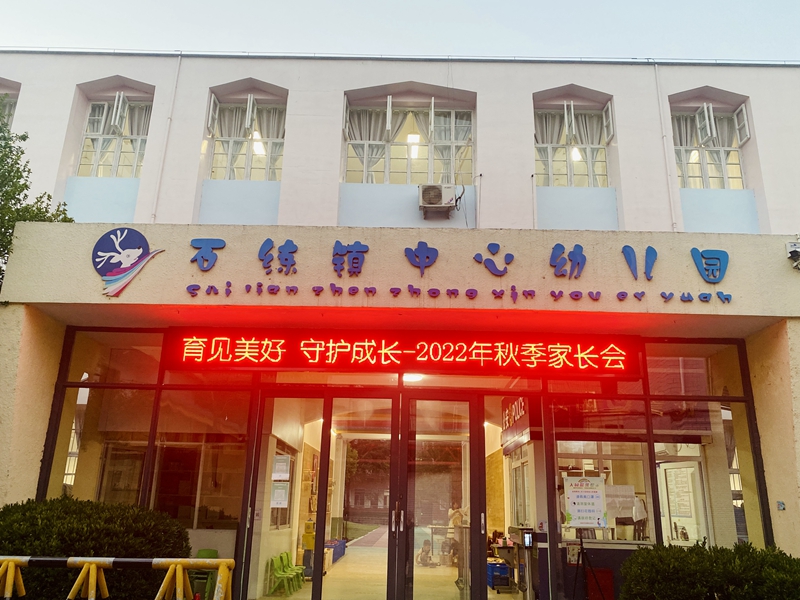 石练镇中心幼儿园
shi lian zhen zhong xin you er yuan
育见美好 守护成长-2022年秋季家长会